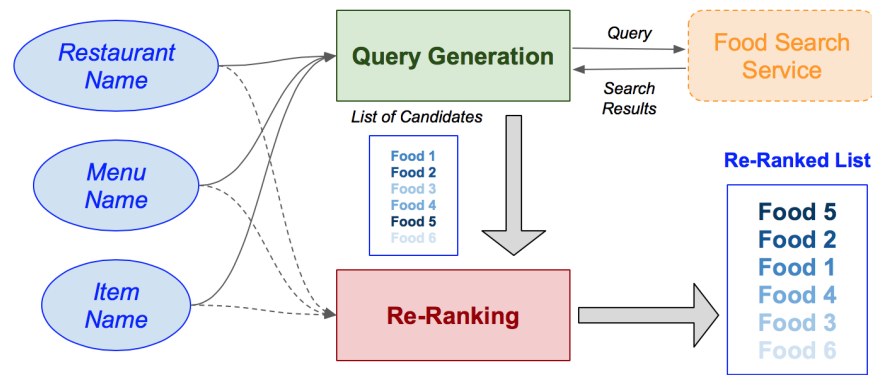 Restaurant
Name
Menu
Name
Item
Name
Query Generation
Query
Search
Results
Food Search
Service
List of Candidates
Food 1
Food 2
Food 3
Food 4
Food 5
Food 6
Re-Ranking
Re-Ranked List
Food 5
Food 2
Food 1
Food 4
Food 3
Food 6